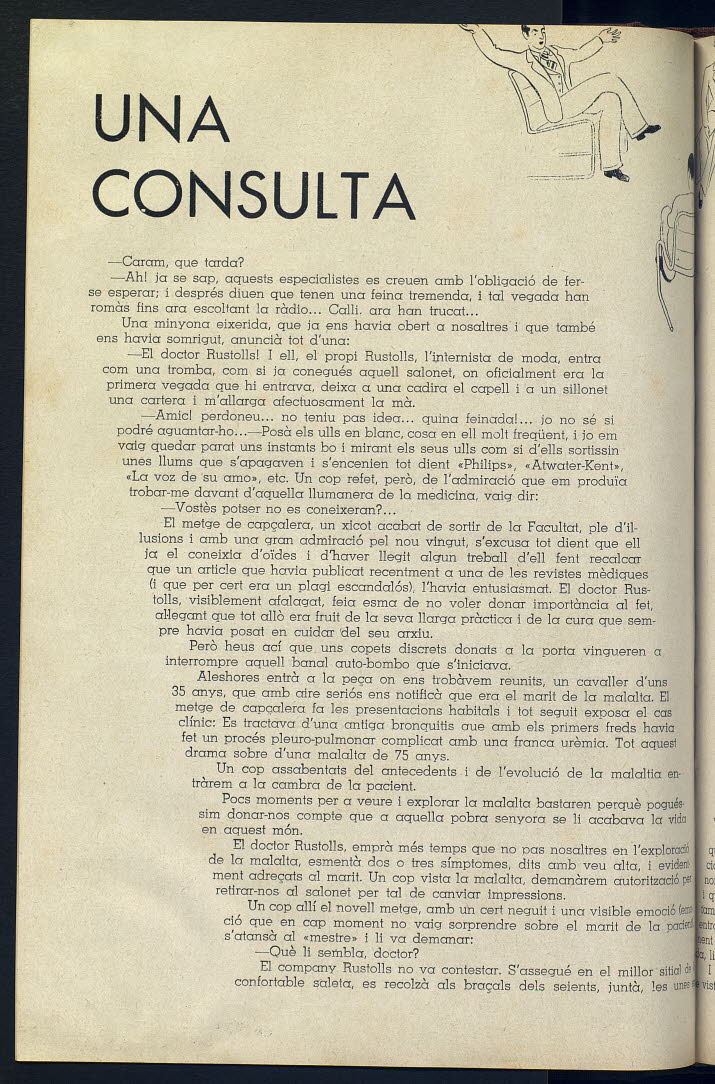 UNA
CONSULTA
—Caram, que tarda?
—Ah! ja se sap, aquests especialistes es creuen amb l'obligació de fer-
se esperar; i després diuen que tenen una feina tremenda, i tal vegada han
romàs fins ara escoltant la ràdio... Calli, ara han trucat...
Una minyona eixerida, que ja ens havia obert a nosaltres i que també
ens havia somrigut, anuncià tot d'una:
—El doctor Rustolls! I ell, el propi Rustolls, l'internista de moda, entra
com una tromba, com si ja conegués aquell salonet, on oficialment era la
primera vegada que hi entrava, deixa a una cadira el capell i a un sillonet
una cartera i m'allarga afectuosament la mà.
—Amic! perdoneu... no teniu pas idea... quina feinada!... jo no sé si
podré aguantar-ho...—Posà els ulls en blanc, cosa en ell molt freqüent, i jo em
vaig quedar parat uns instants bo i mirant els seus ulls com si d'ells sortissin
unes llums que s'apagaven i s'encenien tot dient «Philips», «Atwater-Kent»,
«La voz de su amo», etc. Un cop refet, però, de l'admiració que em produïa
trobar-me davant d'aquella llumanera de la medicina, vaig dir:
—Vostès potser no es coneixeran?...
El metge de capçalera, un xicot acabat de sortir de la Facultat, ple d'il-
lusions i amb una gran admiració pel nou vingut, s'excusa tot dient que ell
ja el coneixia d'oïdes i d'haver llegit algun treball d'ell fent recalcar
que un article que havia publicat recentment a una de les revistes mèdiques
(i que per cert era un plagi escandalós), l'havia entusiasmat. El doctor Rus-
tolls, visiblement afalagat, feia esma de no voler donar importància al fet,
al·legant que tot allò era fruit de la seva llarga pràctica i de la cura que sem-
pre havia posat en cuidar del seu arxiu.
Però heus ací que uns copets discrets donats a la porta vingueren a
interrompre aquell banal auto-bombo que s'iniciava.
Aleshores entrà a la peça on ens trobàvem reunits, un cavaller d'uns
35 anys, que amb aire seriós ens notificà que era el marit de la malalta. El
metge de capçalera fa les presentacions habitals i tot seguit exposa el cas
clínic: Es tractava d'una antiga bronquitis que amb els primers freds havia
fet un procés pleuro-pulmonar complicat amb una franca urèmia. Tot aquest
drama sobre d'una malalta de 75 anys.
Un cop assabentats del antecedents i de l'evolució de la malaltia en-
tràrem a la cambra de la pacient.
Pocs moments per a veure i explorar la malalta bastaren perquè pogués-
sim donar-nos compte que a aquella pobra senyora se li acabava la vida
en aquest món.
El doctor Rustolls, emprà més temps que no pas nosaltres en l'exploració
de la malalta, esmentà dos o tres símptomes, dits amb veu alta, i evident-
ment adreçats al marit. Un cop vista la malalta, demanàrem autorització per
retirar-nos al salonet per tal de canviar impressions.
Un cop allí el novell metge, amb un cert neguit i una visible emoció
ció que en cap moment no vaig sorprendre sobre el marit de la pacient
s'atansà al «mestre» i li va demanar:
—Què li sembla, doctor?
El company Rustolls no va contestar. S'assegué en el millor sitial de
confortable saleta, es recolzà als braçals dels seients, juntà, les unes